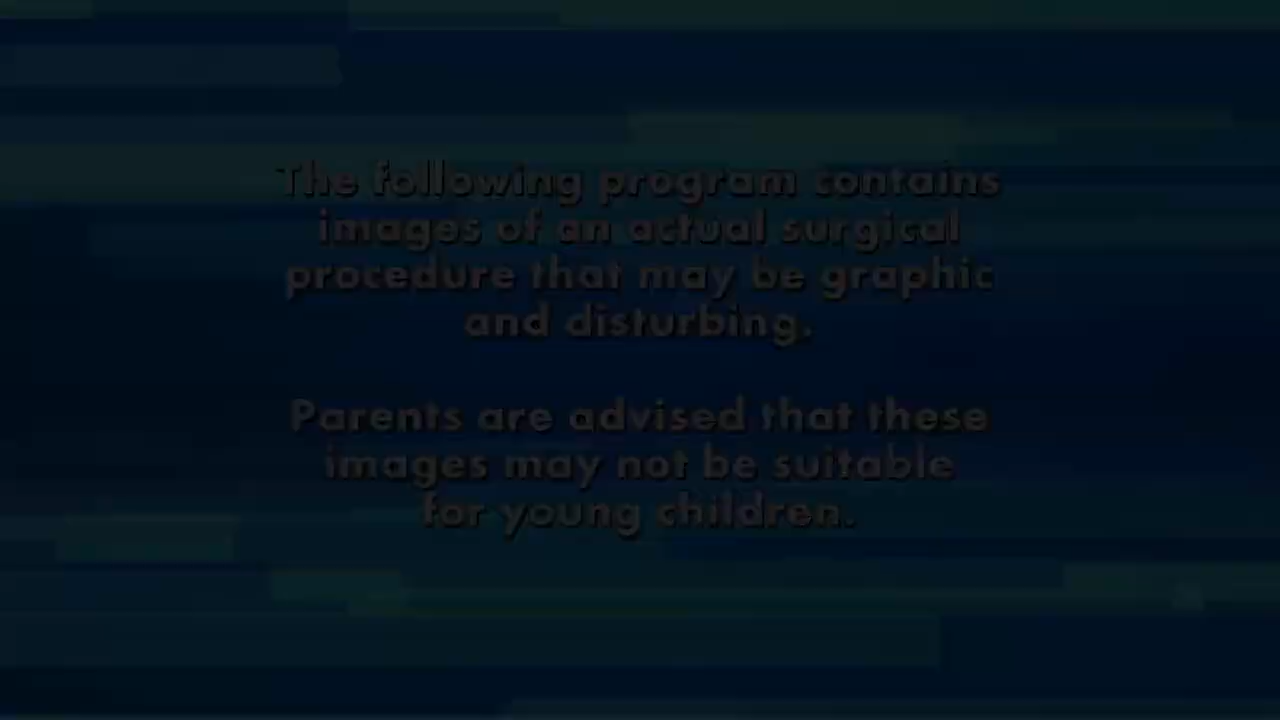 The following program contains
images of an actual surgical
procedure that may be graphic
and disturbing.
Parents are advised that these
images may not be suitable
for young children.